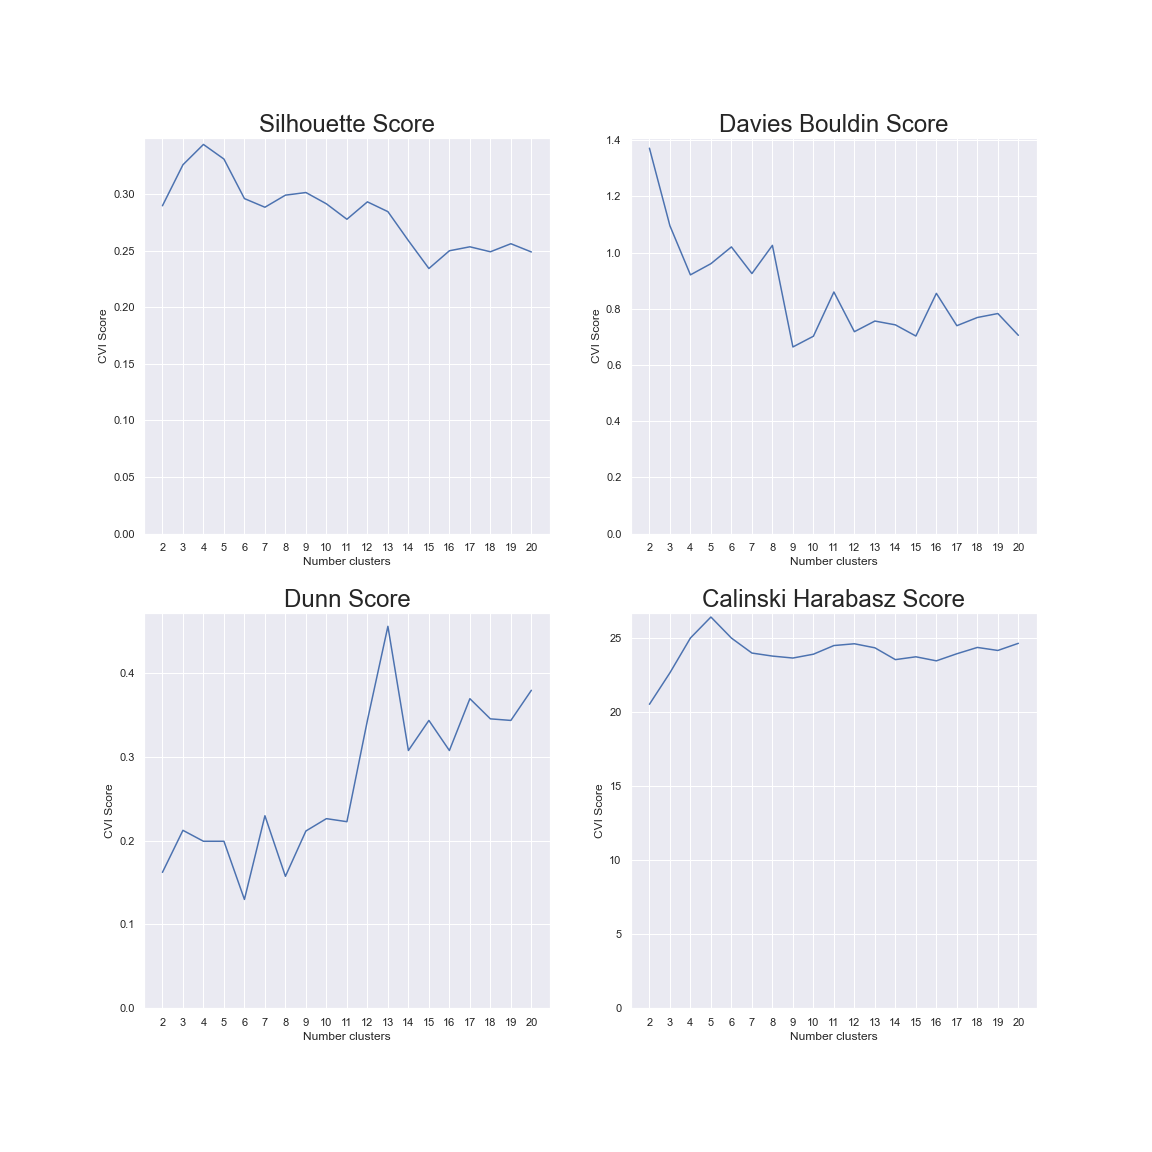 Silhouette Score
CVI Score
0.30
0.25
0.20
0.15
0.10
0.05
0.00
2 3 4 5 6 7 8 9 10 11 12 13 14 15 16 17 18 19 20
Number clusters
Davies Bouldin Score
CVI Score
1.4
1.2
1.0
0.8
0.6
0.4
0.2
0.0
2 3 4 5 6 7 8 9 10 11 12 13 14 15 16 17 18 19 20
Number clusters
Dunn Score
CVI Score
0.4
0.3
0.2
0.1
0.0
2 3 4 5 6 7 8 9 10 11 12 13 14 15 16 17 18 19 20
Number clusters
Calinski Harabasz Score
CVI Score
25
20
15
10
5
0
2 3 4 5 6 7 8 9 10 11 12 13 14 15 16 17 18 19 20
Number clusters